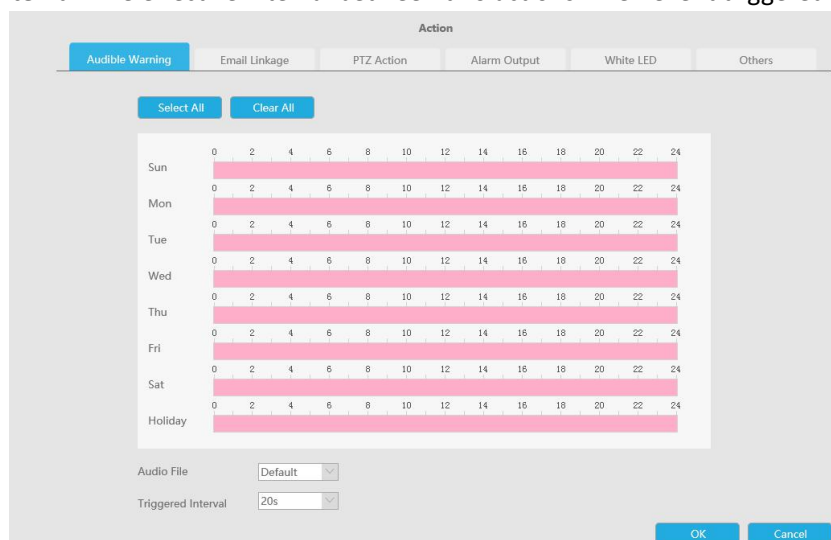 Action
Audible Warning Email Linkage PTZ Action Alarm Output White LED Others
Select All Clear All
0 2 4 6 8 10 12 14 16 18 20 22 24
Sun
0 2 4 6 8 10 12 14 16 18 20 22 24
Mon
0 2 4 6 8 10 12 14 16 18 20 22 24
Tue
0 2 4 6 8 10 12 14 16 18 20 22 24
Wed
0 2 4 6 8 10 12 14 16 18 20 22 24
Thu
0 2 4 6 8 10 12 14 16 18 20 22 24
Fri
0 2 4 6 8 10 12 14 16 18 20 22 24
Sat
0 2 4 6 8 10 12 14 16 18 20 22 24
Holiday
Audio File Default
Triggered Interval 20s
OK Cancel